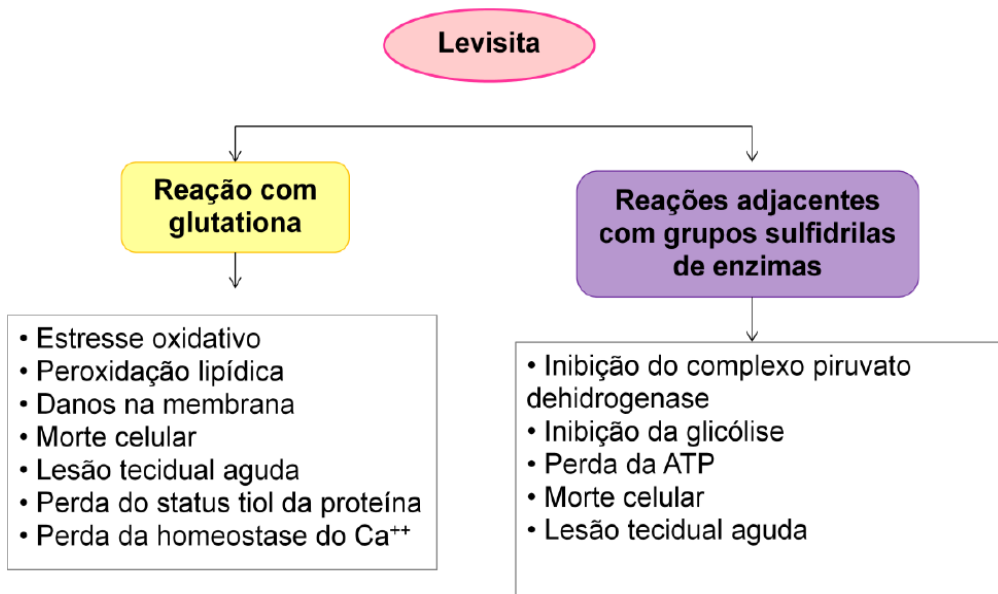 Levisita
Reação com
glutationa
• Estresse oxidativo
• Peroxidação lipídica
• Danos na membrana
• Morte celular
• Lesão tecidual aguda
• Perda do status tiol da proteína
• Perda da homeostase do Ca⁺⁺
Reações adjacentes
com grupos sulfidrilas
de enzimas
• Inibição do complexo piruvato
dehidrogenase
• Inibição da glicólise
• Perda da ATP
• Morte celular
• Lesão tecidual aguda